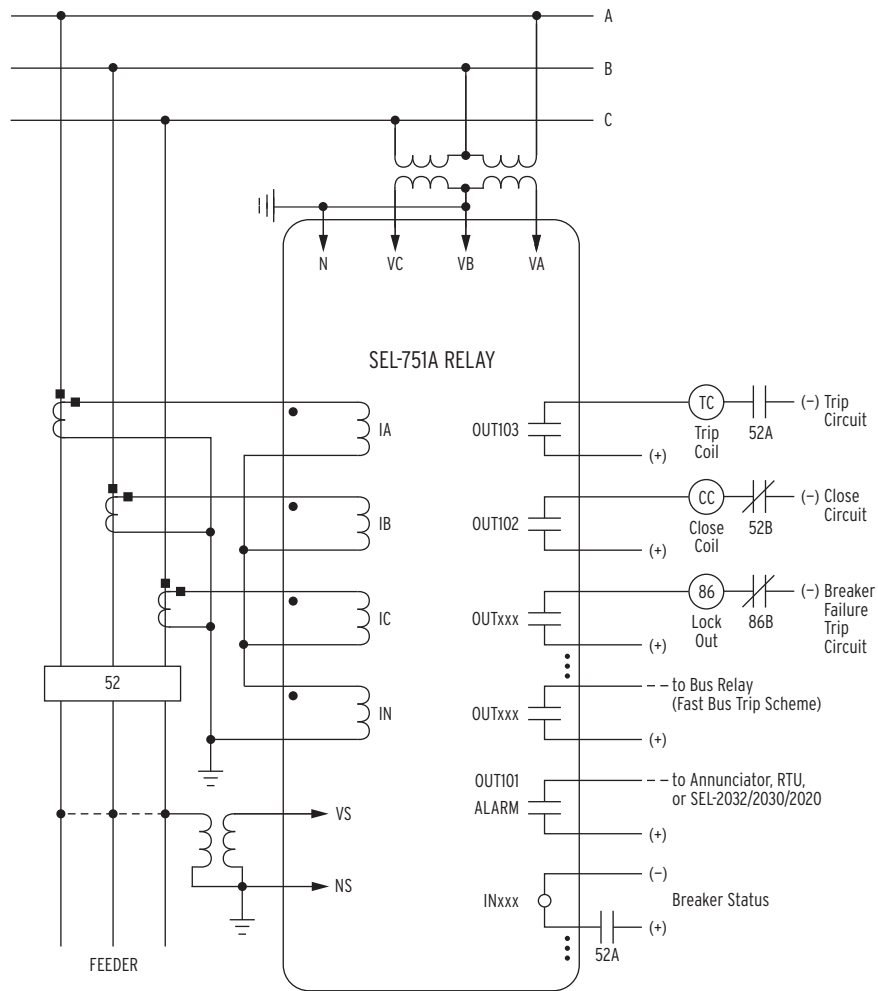 A
B
C
N
VC
VB
VA
SEL-751A RELAY
IA
OUT103
TC
Trip
Coil
52A
(–) Trip
Circuit
(+)
IB
OUT102
CC
Close
Coil
52B
(–) Close
Circuit
(+)
IC
OUTxxx
86
Lock
Out
86B
(–) Breaker
Failure
Trip
Circuit
(+)
52
IN
OUTxxx
to Bus Relay
(Fast Bus Trip Scheme)
(+)
OUT101
ALARM
to Annunciator, RTU,
or SEL-2032/2030/2020
(+)
VS
NS
INxxx
(–)
Breaker Status
(+)
52A
FEEDER